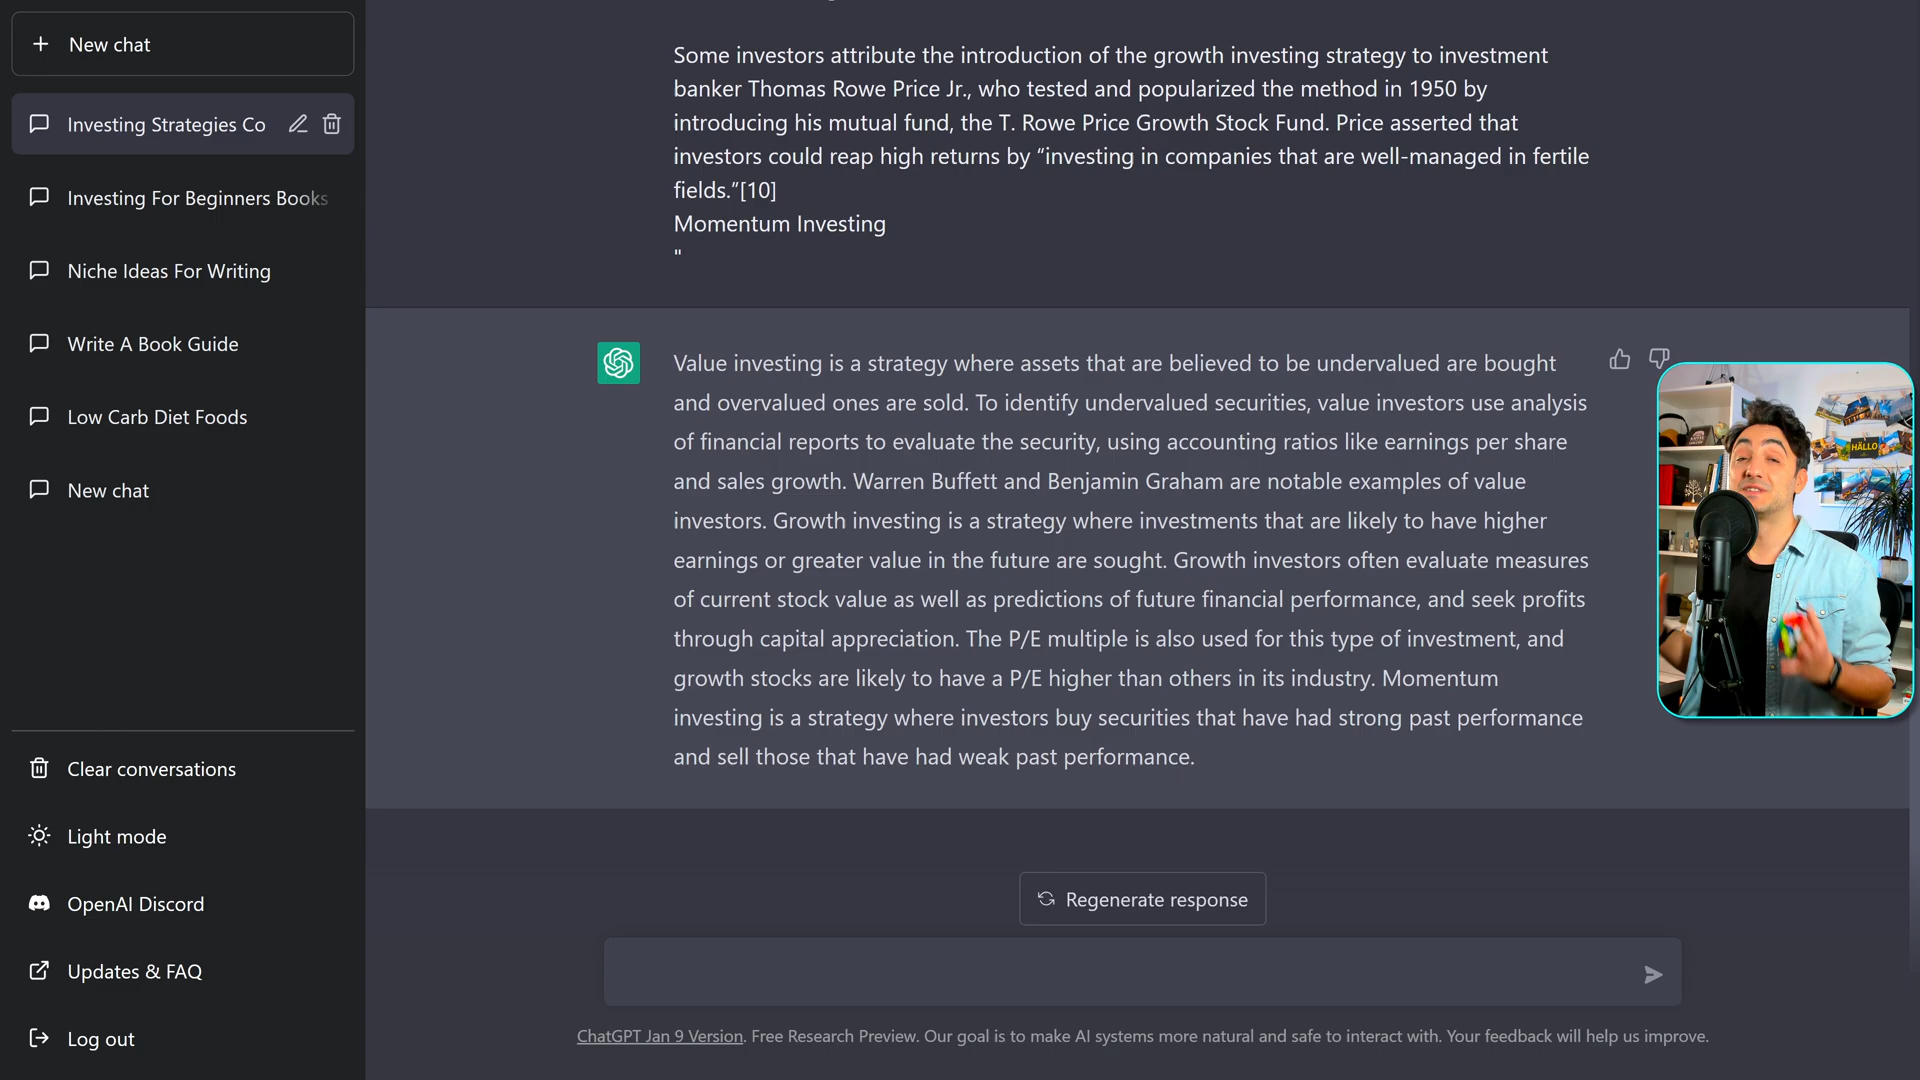 New chat
Investing Strategies Co
Investing For Beginners Books
Niche Ideas For Writing
Write A Book Guide
Low Carb Diet Foods
New chat
Clear conversations
Light mode
OpenAI Discord
Updates & FAQ
Log out
Some investors attribute the introduction of the growth investing strategy to investment
banker Thomas Rowe Price Jr., who tested and popularized the method in 1950 by
introducing his mutual fund, the T. Rowe Price Growth Stock Fund. Price asserted that
investors could reap high returns by “investing in companies that are well-managed in fertile
fields.”[10]
Momentum Investing
"
Value investing is a strategy where assets that are believed to be undervalued are bought
and overvalued ones are sold. To identify undervalued securities, value investors use analysis
of financial reports to evaluate the security, using accounting ratios like earnings per share
and sales growth. Warren Buffett and Benjamin Graham are notable examples of value
investors. Growth investing is a strategy where investments that are likely to have higher
earnings or greater value in the future are sought. Growth investors often evaluate measures
of current stock value as well as predictions of future financial performance, and seek profits
through capital appreciation. The P/E multiple is also used for this type of investment, and
growth stocks are likely to have a P/E higher than others in its industry. Momentum
investing is a strategy where investors buy securities that have had strong past performance
and sell those that have had weak past performance.
HÄLLO
Regenerate response
ChatGPT Jan 9 Version. Free Research Preview. Our goal is to make AI systems more natural and safe to interact with. Your feedback will help us improve.